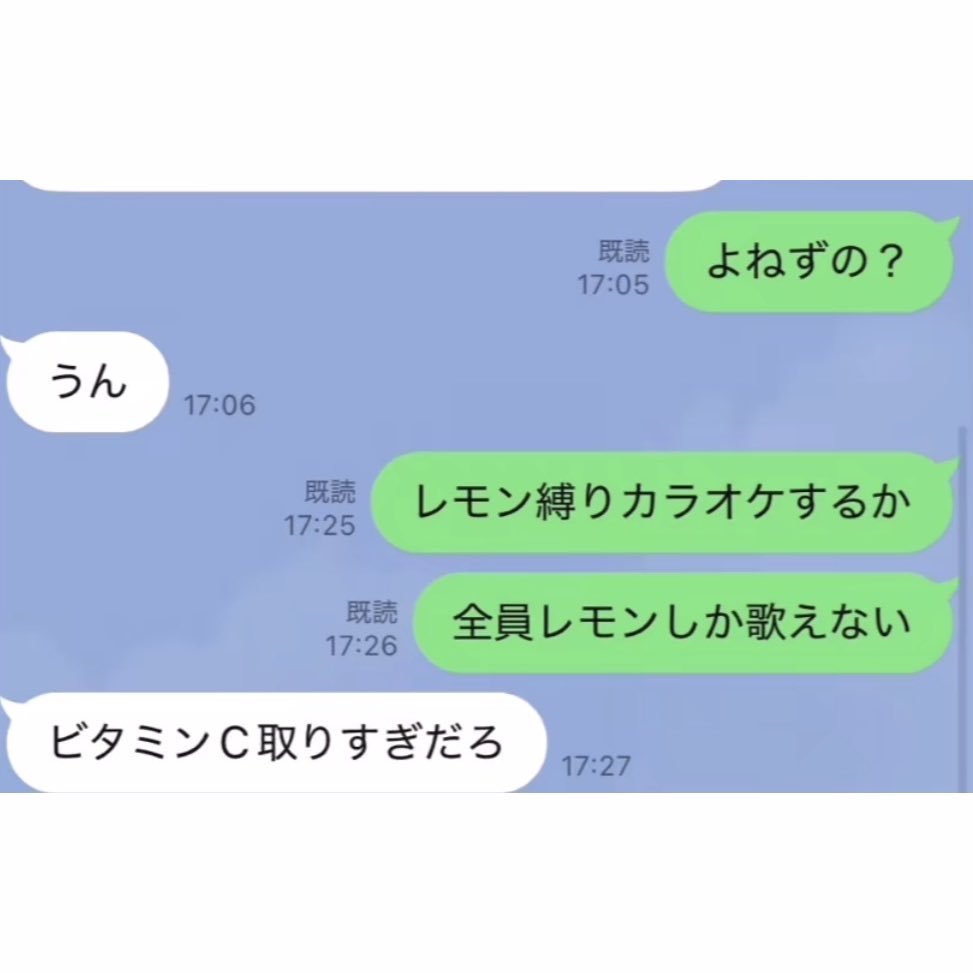 よねずの？
既読
17:05
うん
17:06
レモン縛りカラオケするか
既読
17:25
全員レモンしか歌えない
既読
17:26
ビタミンC取りすぎだろ
17:27